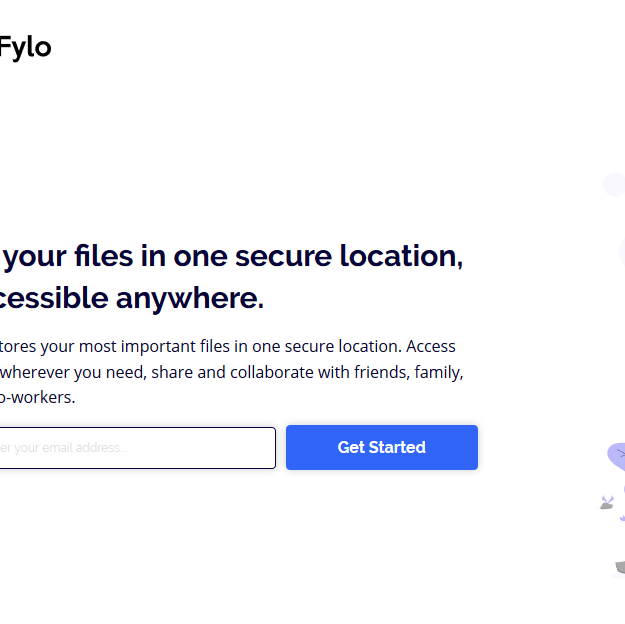 Fylo
your files in one secure location,
cessible anywhere.
tores your most important files in one secure location. Access
wherever you need, share and collaborate with friends, family,
o-workers.
er your email address...
Get Started